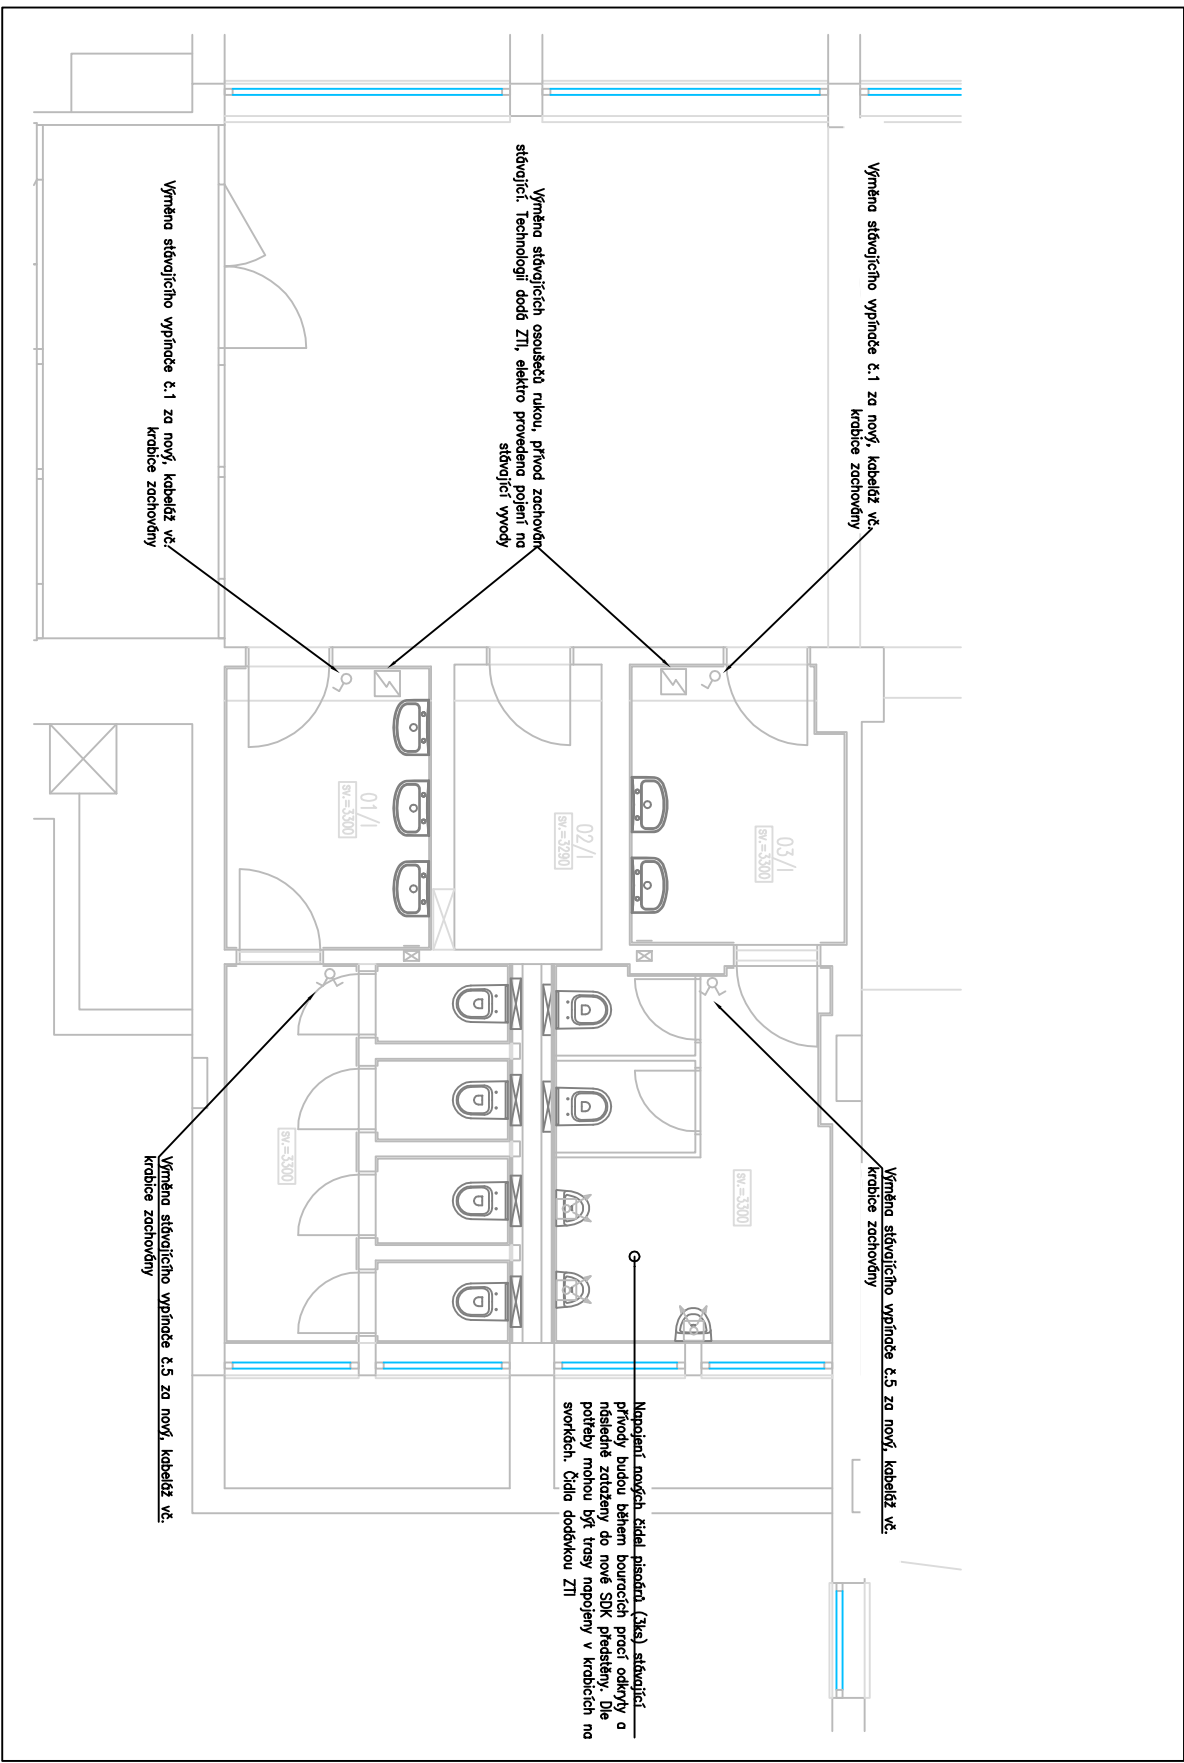 Výměna stávajícího vypínače č.1 za nový, kabeláž vč.
krabice zachovány
Výměna stávajících osoušečů rukou, přívod zachován
stávající. Technologii dodá ZTI, elektro provedena pojení na
stávající vyvody
Výměna stávajícího vypínače č.1 za nový, kabeláž vč.
krabice zachovány
03/I
sv.=3300
02/I
sv.=3290
01/I
sv.=3300
sv.=3300
sv.=3300
Výměna stávajícího vypínače č.5 za nový, kabeláž vč.
krabice zachovány
Napojení nových čidel pisoárů (3ks) stávající
přívody budou během bouracích prací odkryty a
následně zataženy do nové SDK předstěny. Dle
potřeby mohou být trasy napojeny v krabicích na
svorkách. Čidla dodávkou ZTI
Výměna stávajícího vypínače č.5 za nový, kabeláž vč.
krabice zachovány